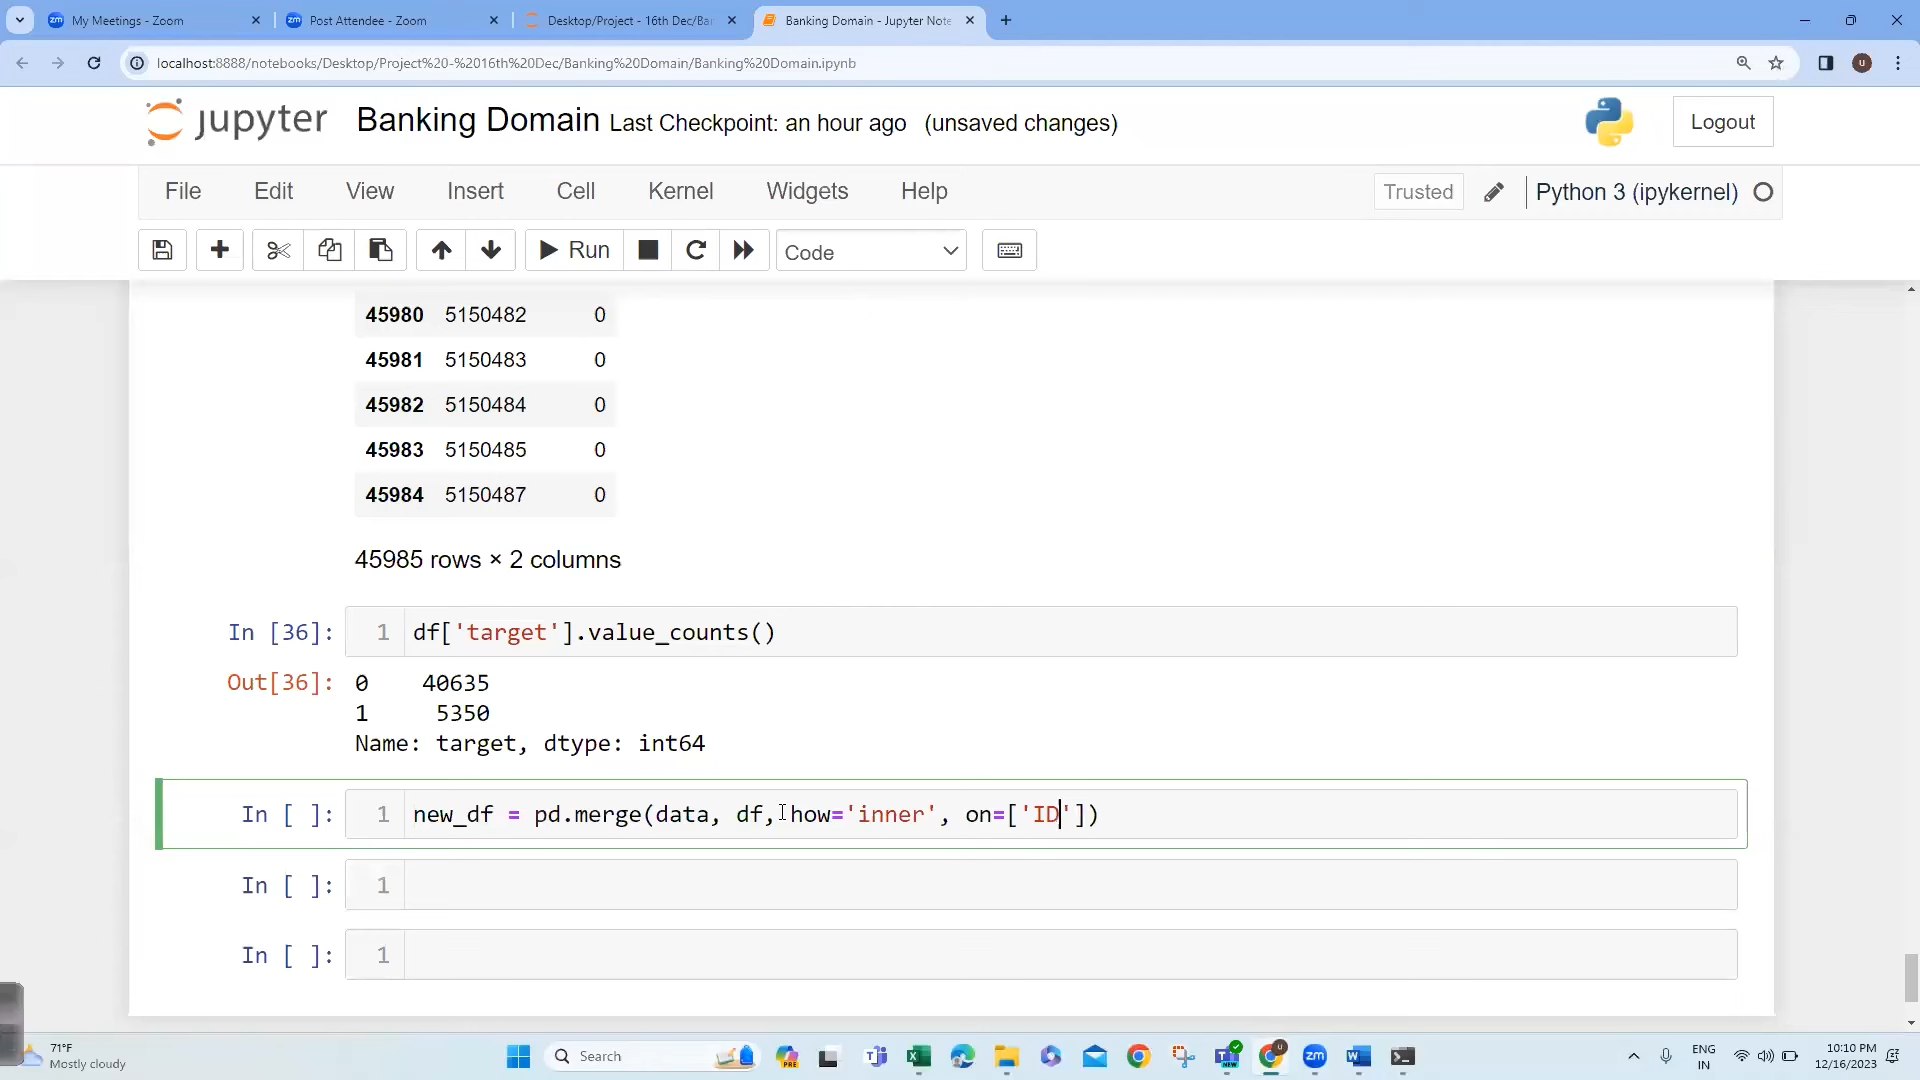 My Meetings - Zoom
Post Attendee - Zoom
Desktop/Project - 16th Dec/Bar
Banking Domain - Jupyter Note
localhost:8888/notebooks/Desktop/Project%20-%2016th%20Dec/Banking%20Domain/Banking%20Domain.ipynb
jupyter Banking Domain Last Checkpoint: an hour ago (unsaved changes)
Logout
File Edit View Insert Cell Kernel Widgets Help
Trusted
Python 3 (ipykernel)
Run
Code
45980 5150482 0
45981 5150483 0
45982 5150484 0
45983 5150485 0
45984 5150487 0
45985 rows × 2 columns
In [36]: 1 df['target'].value_counts()
Out[36]: 0 40635
1 5350
Name: target, dtype: int64
In [ ]: 1 new_df = pd.merge(data, df, how='inner', on=['ID'])
In [ ]: 1
In [ ]: 1
71°F
Mostly cloudy
Search
PRE
NEW
ENG
IN
10:10 PM
12/16/2023